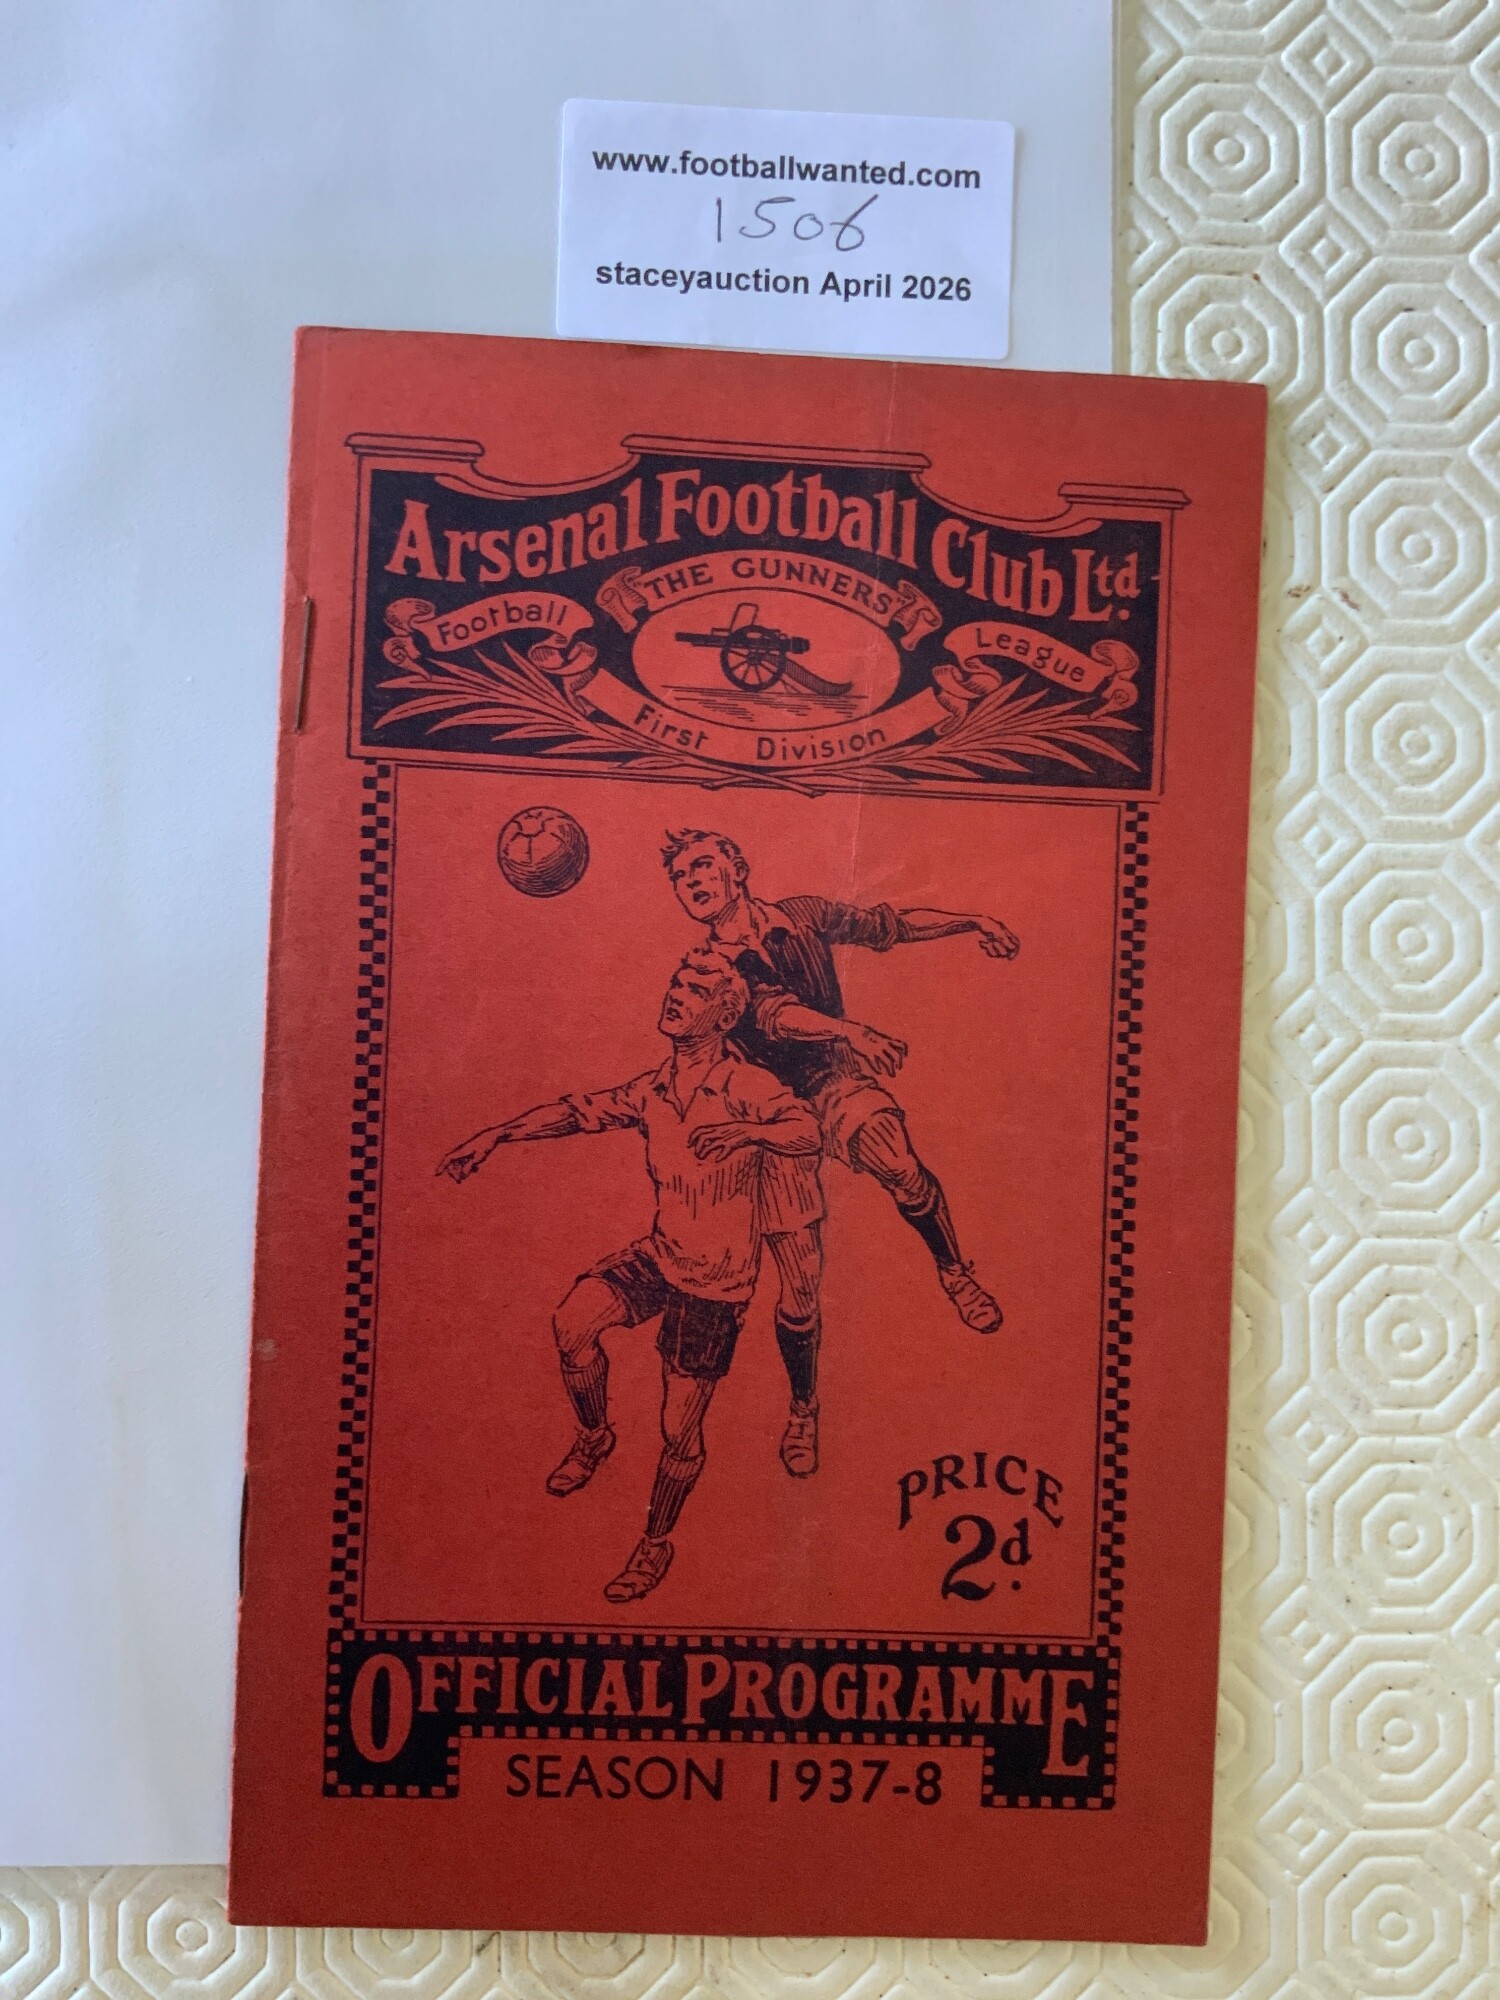 www.footballwanted.com
1506
staceyauction April 2026
Arsenal Football Club Ltd.
"THE GUNNERS"
Football
League
First Division
PRICE
2d.
OFFICIAL PROGRAMME
SEASON 1937-8